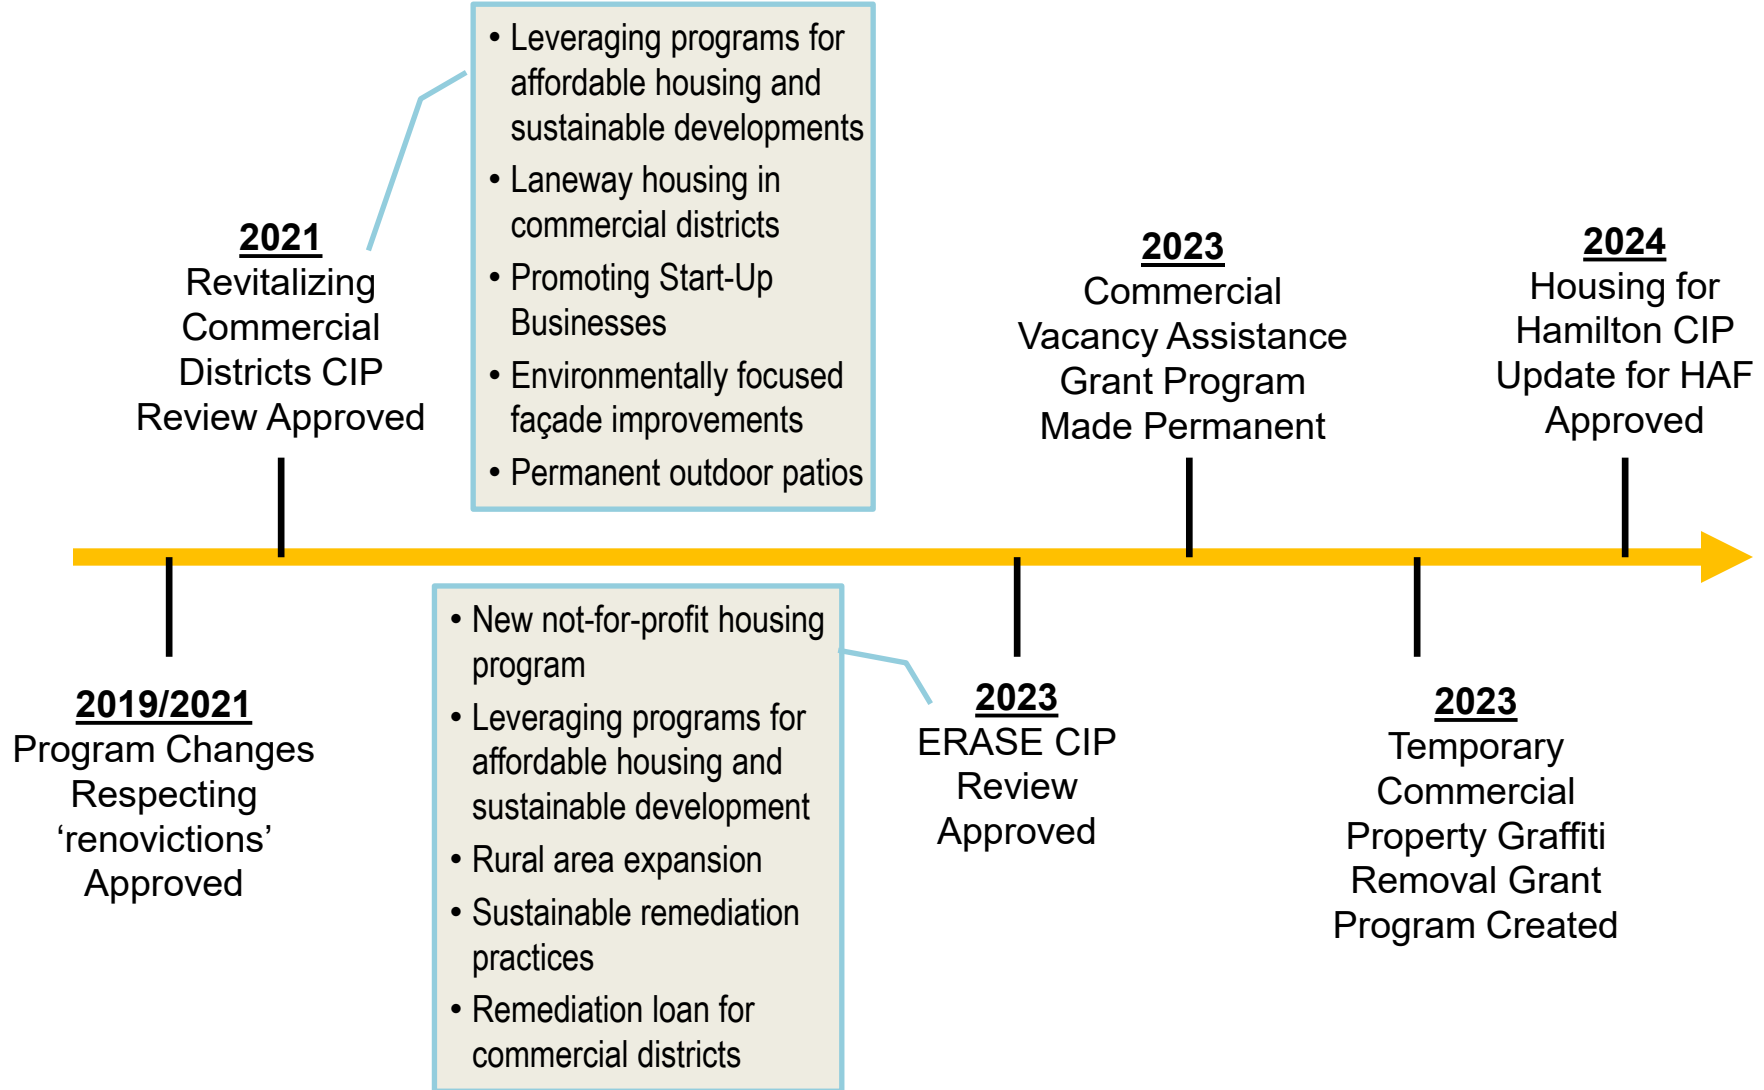 • Leveraging programs for
affordable housing and
sustainable developments
• Laneway housing in
commercial districts
• Promoting Start-Up
Businesses
• Environmentally focused
façade improvements
• Permanent outdoor patios
2021
Revitalizing
Commercial
Districts CIP
Review Approved
2023
Commercial
Vacancy Assistance
Grant Program
Made Permanent
2024
Housing for
Hamilton CIP
Update for HAF
Approved
2019/2021
Program Changes
Respecting
‘renovictions’
Approved
• New not-for-profit housing
program
• Leveraging programs for
affordable housing and
sustainable development
• Rural area expansion
• Sustainable remediation
practices
• Remediation loan for
commercial districts
2023
ERASE CIP
Review
Approved
2023
Temporary
Commercial
Property Graffiti
Removal Grant
Program Created